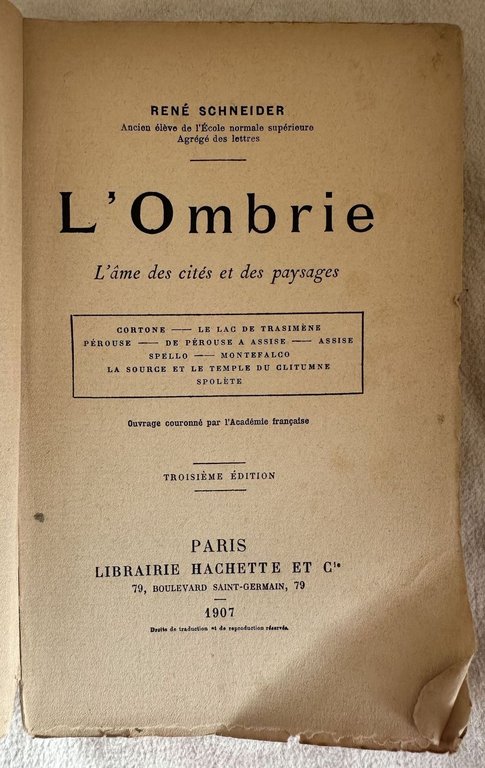 RENÉ SCHNEIDER
Ancien élève de l'École normale supérieure
Agrégé des lettres
L'Ombrie
L'âme des cités et des paysages
CORTONE — LE LAC DE TRASIMÈNE
PÉROUSE — DE PÉROUSE A ASSISE — ASSISE
SPELLO — MONTEFALCO
LA SOURCE ET LE TEMPLE DU CLITUMNE
SPOLÈTE
Ouvrage couronné par l'Académie française
TROISIÈME ÉDITION
PARIS
LIBRAIRIE HACHETTE ET Cie
79, BOULEVARD SAINT-GERMAIN, 79
1907
Droits de traduction et de reproduction réservés.